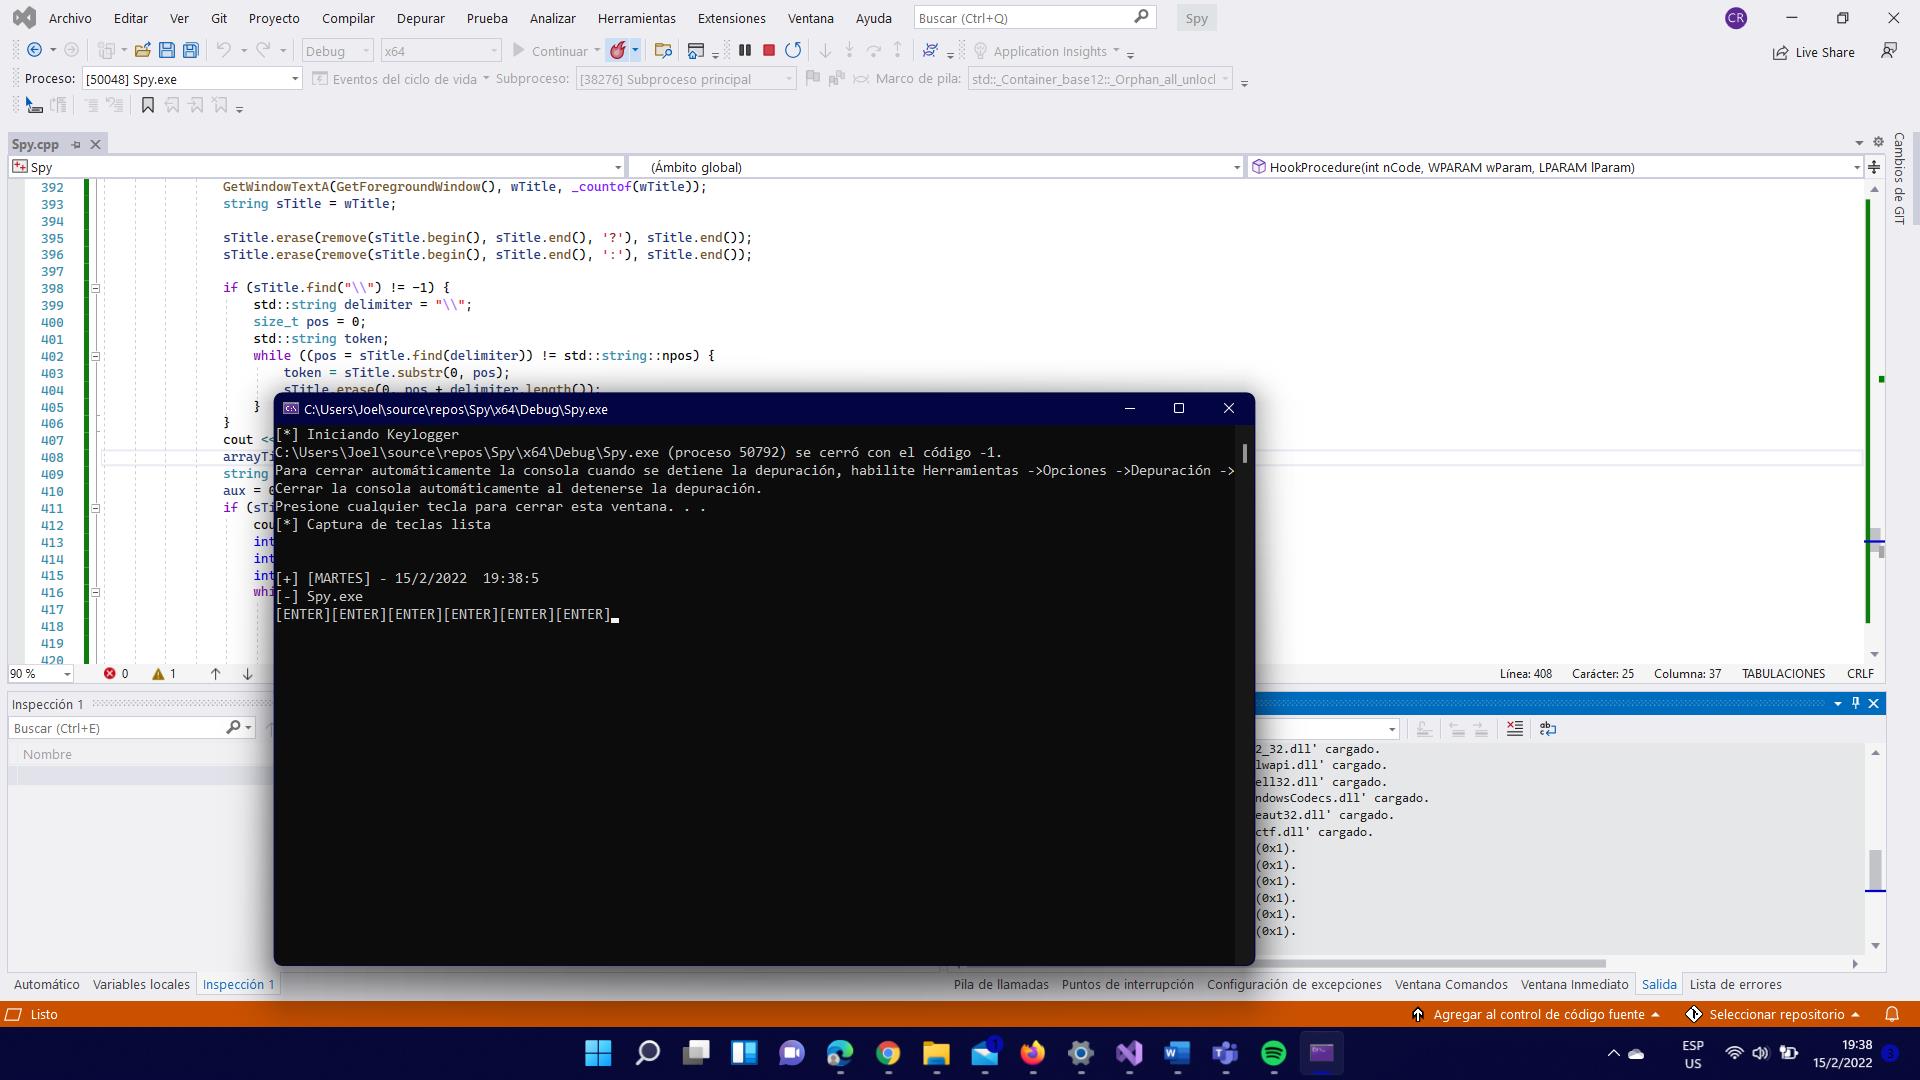 Archivo Editar Ver Git Proyecto Compilar Depurar Prueba Analizar Herramientas Extensiones Ventana Ayuda Buscar (Ctrl+Q) Spy CR
Debug x64 Continuar Application Insights Live Share
Proceso: [50048] Spy.exe Eventos del ciclo de vida Subproceso: [38276] Subproceso principal Marco de pila: std::_Container_base12::_Orphan_all_unlocl
Spy.cpp
Spy (Ámbito global) HookProcedure(int nCode, WPARAM wParam, LPARAM lParam)
Cambios de GIT
392 GetWindowTextA(GetForegroundWindow(), wTitle, _countof(wTitle));
393 string sTitle = wTitle;
394
395 sTitle.erase(remove(sTitle.begin(), sTitle.end(), '?'), sTitle.end());
396 sTitle.erase(remove(sTitle.begin(), sTitle.end(), ':'), sTitle.end());
397
398 if (sTitle.find("\\") != -1) {
399 std::string delimiter = "\\";
400 size_t pos = 0;
401 std::string token;
402 while ((pos = sTitle.find(delimiter)) != std::string::npos) {
403 token = sTitle.substr(0, pos);
404 sTitle.erase(0, pos + delimiter.length());
405 }
406 }
407 cout <<
408 arrayTi
409 string
410 aux = 0
411 if (sTi
412 cou
413 int
414 int
415 int
416 whi
417
418
419
420
C:\Users\Joel\source\repos\Spy\x64\Debug\Spy.exe
[*] Iniciando Keylogger
C:\Users\Joel\source\repos\Spy\x64\Debug\Spy.exe (proceso 50792) se cerró con el código -1.
Para cerrar automáticamente la consola cuando se detiene la depuración, habilite Herramientas ->Opciones ->Depuración ->
Cerrar la consola automáticamente al detenerse la depuración.
Presione cualquier tecla para cerrar esta ventana. . .
[*] Captura de teclas lista
[+] [MARTES] - 15/2/2022 19:38:5
[-] Spy.exe
[ENTER][ENTER][ENTER][ENTER][ENTER][ENTER]
90 % 0 1 Línea: 408 Carácter: 25 Columna: 37 TABULACIONES CRLF
Inspección 1
Buscar (Ctrl+E)
Nombre
2_32.dll' cargado.
lwapi.dll' cargado.
ell32.dll' cargado.
ndowsCodecs.dll' cargado.
eaut32.dll' cargado.
ctf.dll' cargado.
(0x1).
(0x1).
(0x1).
(0x1).
(0x1).
(0x1).
Automático Variables locales Inspección 1 Pila de llamadas Puntos de interrupción Configuración de excepciones Ventana Comandos Ventana Inmediato Salida Lista de errores
Listo Agregar al control de código fuente Seleccionar repositorio
ESP
US
19:38
15/2/2022
3